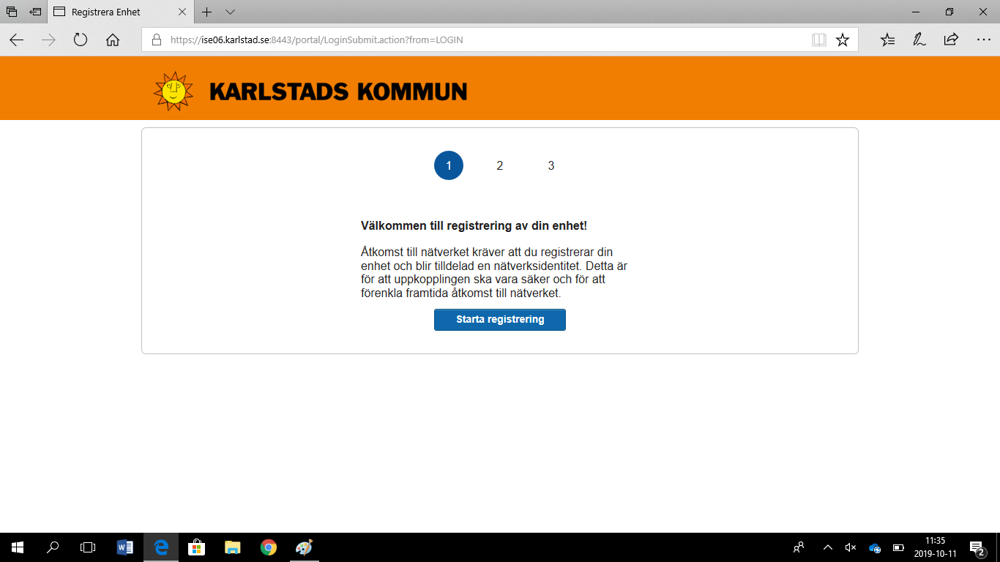 Registrera Enhet
https://ise06.karlstad.se:8443/portal/LoginSubmit.action?from=LOGIN
KARLSTADS KOMMUN
1 2 3
Välkommen till registrering av din enhet!
Åtkomst till nätverket kräver att du registrerar din
enhet och blir tilldelad en nätverksidentitet. Detta är
för att uppkopplingen ska vara säker och för att
förenkla framtida åtkomst till nätverket.
Starta registrering
11:35
2019-10-11
2